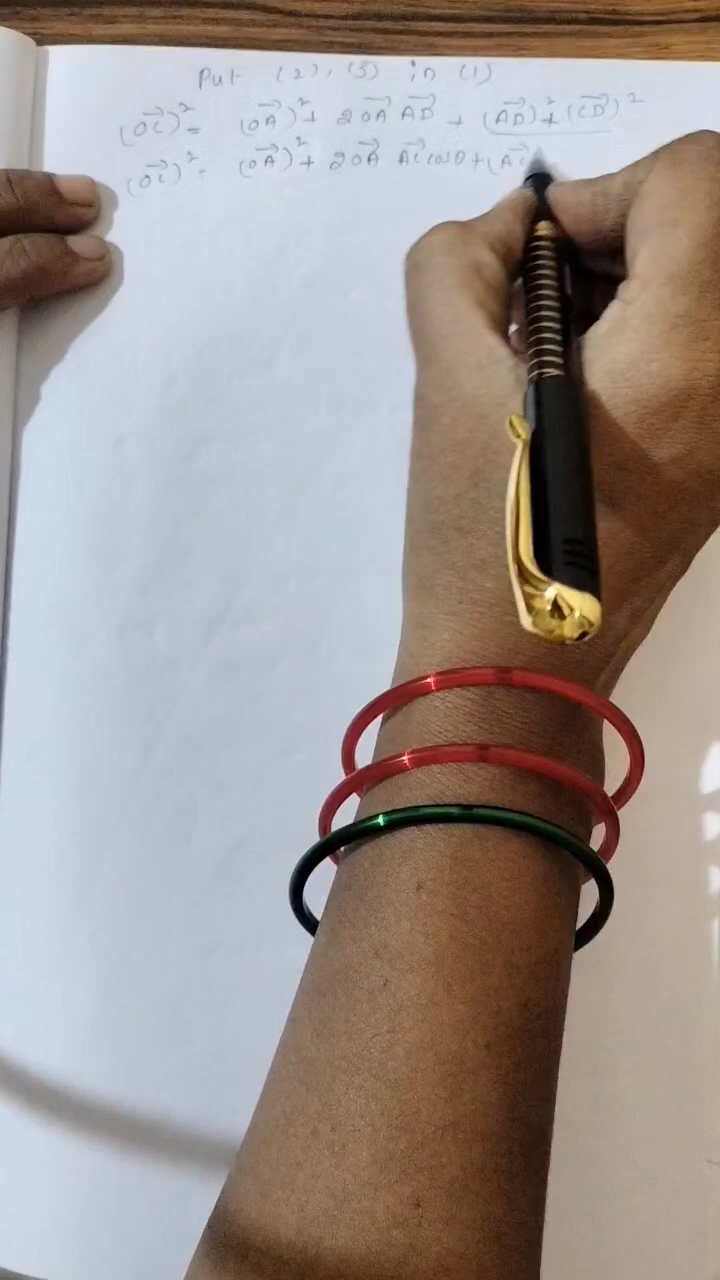 Put (2), (3) in (1)
(OC⃗)² = (OA⃗)² + 2OA⃗ AD⃗ + (AD⃗)² + (CD⃗)²
(OC⃗)² = (OA⃗)² + 2OA⃗ AC⃗ cosθ + (AC⃗